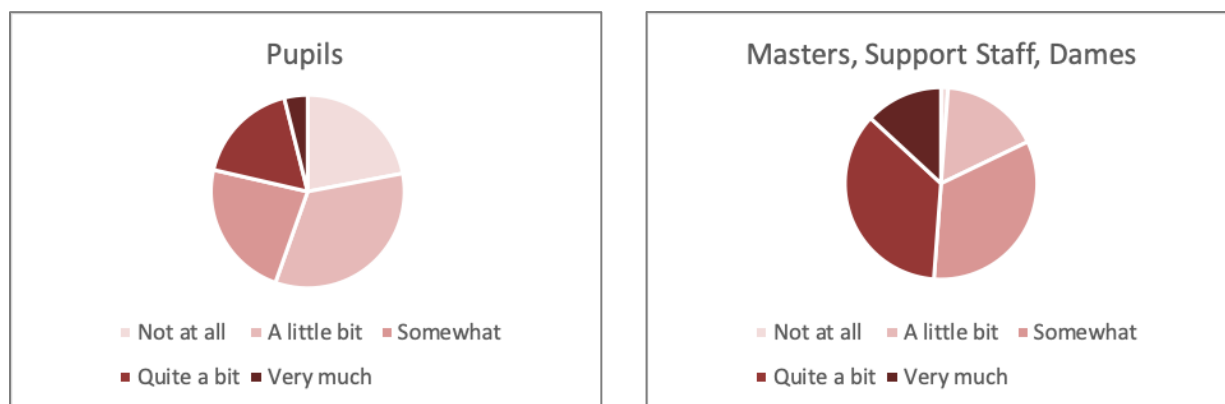 Pupils
Not at all A little bit Somewhat
Quite a bit Very much
Masters, Support Staff, Dames
Not at all A little bit Somewhat
Quite a bit Very much